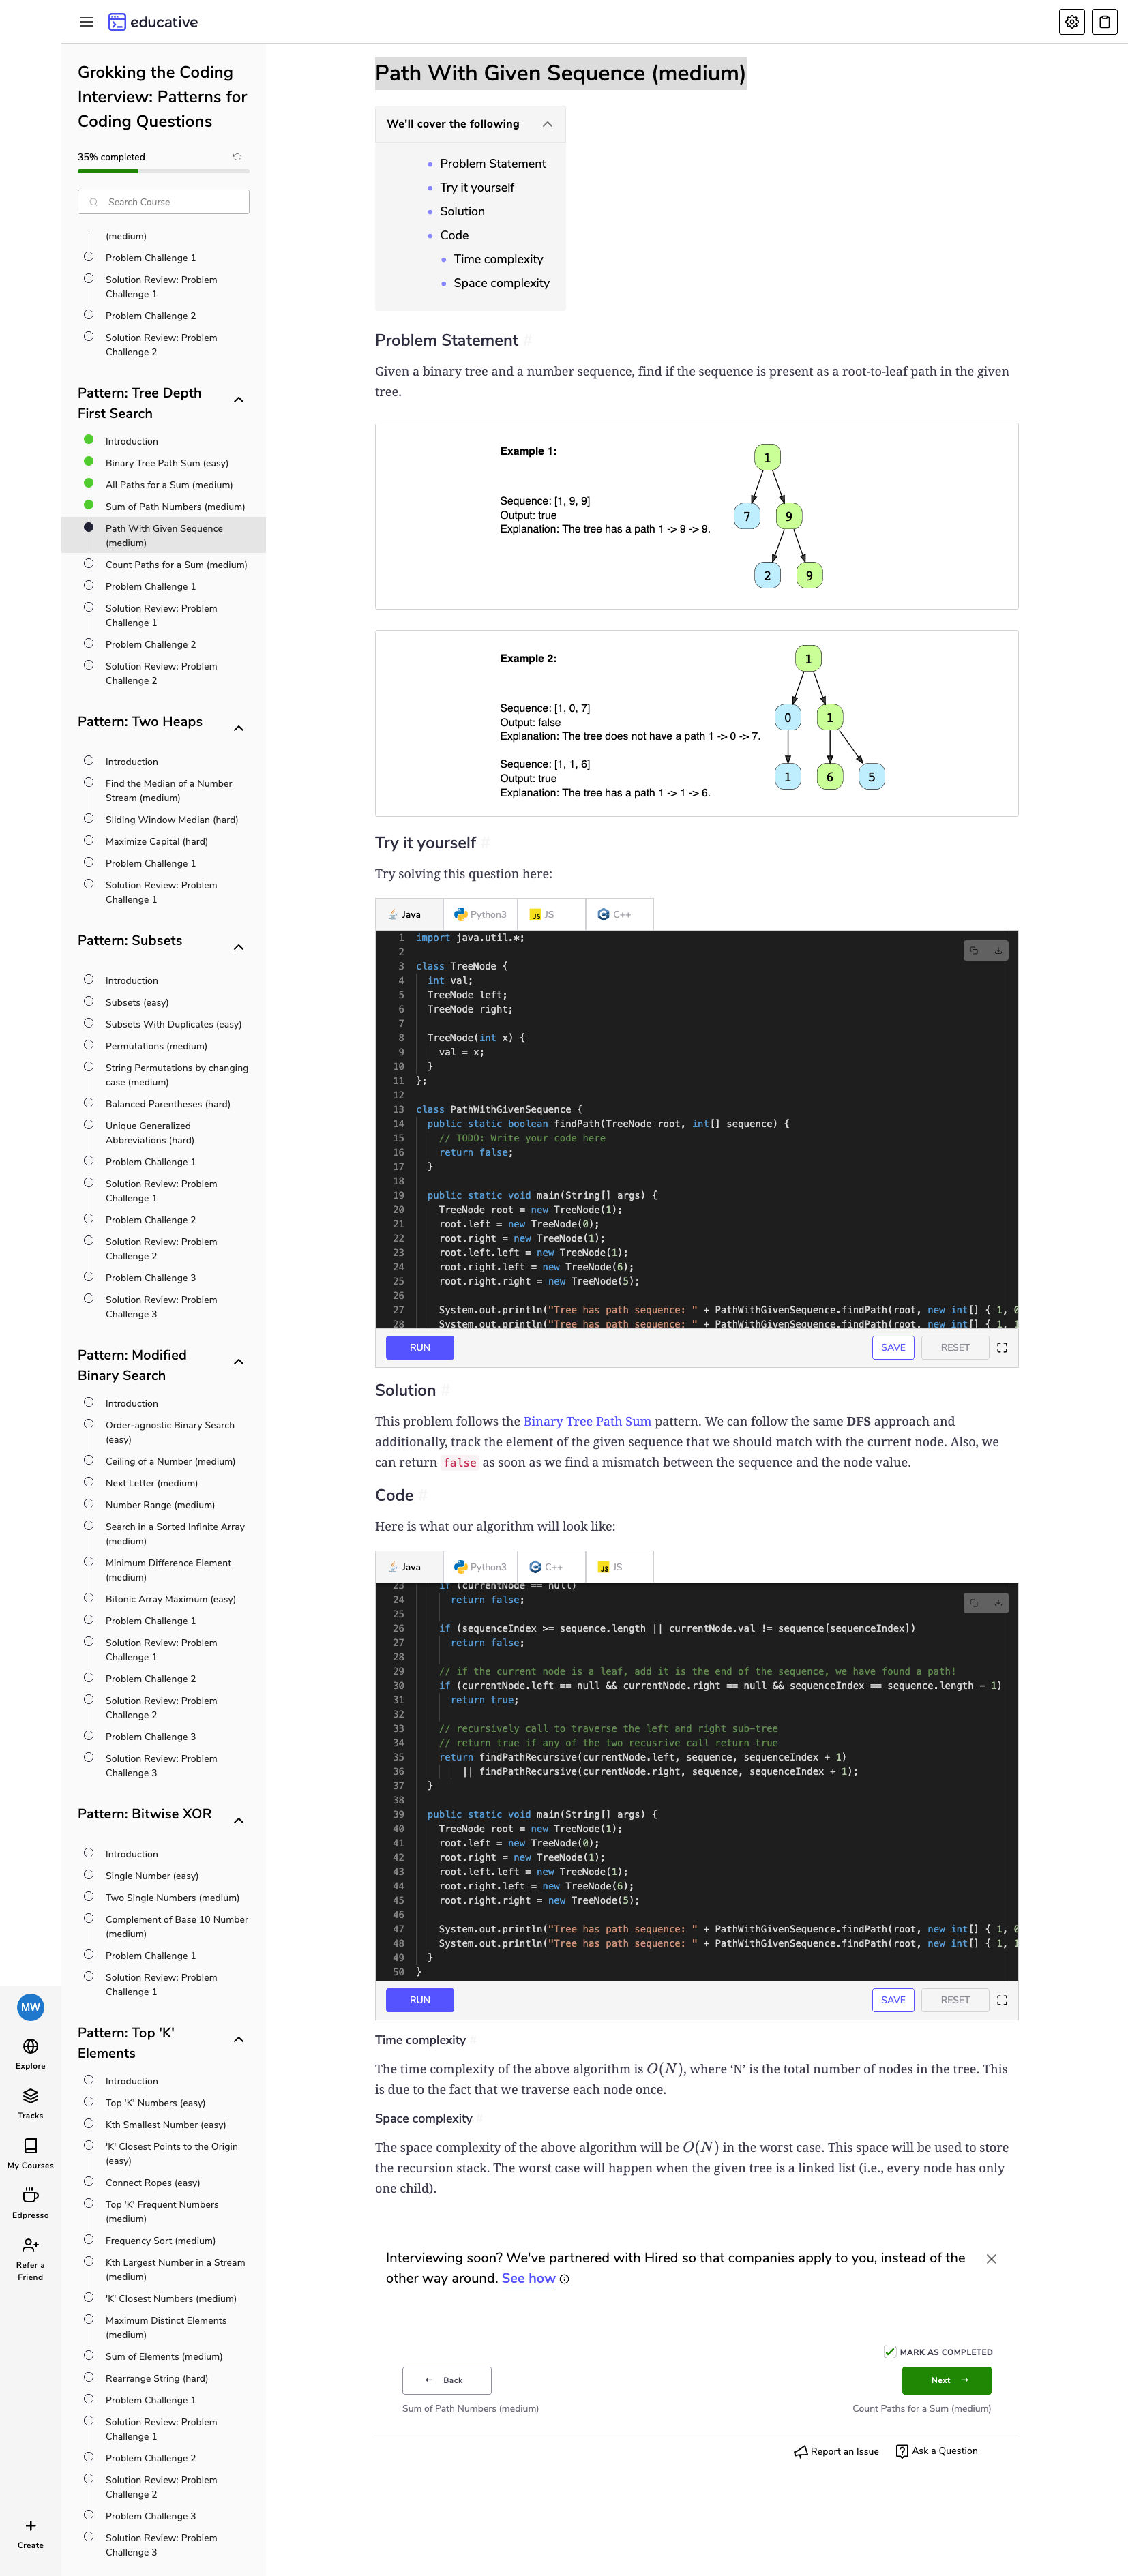 educative
Grokking the Coding
Interview: Patterns for
Coding Questions
35% completed
Search Course
(medium)
Problem Challenge 1
Solution Review: Problem
Challenge 1
Problem Challenge 2
Solution Review: Problem
Challenge 2
Pattern: Tree Depth
First Search
Introduction
Binary Tree Path Sum (easy)
All Paths for a Sum (medium)
Sum of Path Numbers (medium)
Path With Given Sequence
(medium)
Count Paths for a Sum (medium)
Problem Challenge 1
Solution Review: Problem
Challenge 1
Problem Challenge 2
Solution Review: Problem
Challenge 2
Pattern: Two Heaps
Introduction
Find the Median of a Number
Stream (medium)
Sliding Window Median (hard)
Maximize Capital (hard)
Problem Challenge 1
Solution Review: Problem
Challenge 1
Pattern: Subsets
Introduction
Subsets (easy)
Subsets With Duplicates (easy)
Permutations (medium)
String Permutations by changing
case (medium)
Balanced Parentheses (hard)
Unique Generalized
Abbreviations (hard)
Problem Challenge 1
Solution Review: Problem
Challenge 1
Problem Challenge 2
Solution Review: Problem
Challenge 2
Problem Challenge 3
Solution Review: Problem
Challenge 3
Pattern: Modified
Binary Search
Introduction
Order-agnostic Binary Search
(easy)
Ceiling of a Number (medium)
Next Letter (medium)
Number Range (medium)
Search in a Sorted Infinite Array
(medium)
Minimum Difference Element
(medium)
Bitonic Array Maximum (easy)
Problem Challenge 1
Solution Review: Problem
Challenge 1
Problem Challenge 2
Solution Review: Problem
Challenge 2
Problem Challenge 3
Solution Review: Problem
Challenge 3
Pattern: Bitwise XOR
Introduction
Single Number (easy)
Two Single Numbers (medium)
Complement of Base 10 Number
(medium)
Problem Challenge 1
Solution Review: Problem
Challenge 1
Pattern: Top 'K'
Elements
Introduction
Top 'K' Numbers (easy)
Kth Smallest Number (easy)
'K' Closest Points to the Origin
(easy)
Connect Ropes (easy)
Top 'K' Frequent Numbers
(medium)
Frequency Sort (medium)
Kth Largest Number in a Stream
(medium)
'K' Closest Numbers (medium)
Maximum Distinct Elements
(medium)
Sum of Elements (medium)
Rearrange String (hard)
Problem Challenge 1
Solution Review: Problem
Challenge 1
Problem Challenge 2
Solution Review: Problem
Challenge 2
Problem Challenge 3
Solution Review: Problem
Challenge 3
MW
Explore
Tracks
My Courses
Edpresso
Refer a
Friend
Create
Path With Given Sequence (medium)
We'll cover the following
Problem Statement
Try it yourself
Solution
Code
Time complexity
Space complexity
Problem Statement #
Given a binary tree and a number sequence, find if the sequence is present as a root-to-leaf path in the given
tree.
Example 1:
Sequence: [1, 9, 9]
Output: true
Explanation: The tree has a path 1 -> 9 -> 9.
1
7 9
2 9
Example 2:
Sequence: [1, 0, 7]
Output: false
Explanation: The tree does not have a path 1 -> 0 -> 7.
Sequence: [1, 1, 6]
Output: true
Explanation: The tree has a path 1 -> 1 -> 6.
1
0 1
1 6 5
Try it yourself #
Try solving this question here:
Java Python3 JS JS C++
1 import java.util.*;
2
3 class TreeNode {
4 int val;
5 TreeNode left;
6 TreeNode right;
7
8 TreeNode(int x) {
9 val = x;
10 }
11 };
12
13 class PathWithGivenSequence {
14 public static boolean findPath(TreeNode root, int[] sequence) {
15 // TODO: Write your code here
16 return false;
17 }
18
19 public static void main(String[] args) {
20 TreeNode root = new TreeNode(1);
21 root.left = new TreeNode(0);
22 root.right = new TreeNode(1);
23 root.left.left = new TreeNode(1);
24 root.right.left = new TreeNode(6);
25 root.right.right = new TreeNode(5);
26
27 System.out.println("Tree has path sequence: " + PathWithGivenSequence.findPath(root, new int[] { 1, 0
28 System.out.println("Tree has path sequence: " + PathWithGivenSequence.findPath(root, new int[] { 1, 1
RUN SAVE RESET
Solution #
This problem follows the Binary Tree Path Sum pattern. We can follow the same DFS approach and
additionally, track the element of the given sequence that we should match with the current node. Also, we
can return false as soon as we find a mismatch between the sequence and the node value.
Code #
Here is what our algorithm will look like:
Java Python3 C++ JS JS
23 if (currentNode == null)
24 return false;
25
26 if (sequenceIndex >= sequence.length || currentNode.val != sequence[sequenceIndex])
27 return false;
28
29 // if the current node is a leaf, add it is the end of the sequence, we have found a path!
30 if (currentNode.left == null && currentNode.right == null && sequenceIndex == sequence.length - 1)
31 return true;
32
33 // recursively call to traverse the left and right sub-tree
34 // return true if any of the two recusrive call return true
35 return findPathRecursive(currentNode.left, sequence, sequenceIndex + 1)
36 || findPathRecursive(currentNode.right, sequence, sequenceIndex + 1);
37 }
38
39 public static void main(String[] args) {
40 TreeNode root = new TreeNode(1);
41 root.left = new TreeNode(0);
42 root.right = new TreeNode(1);
43 root.left.left = new TreeNode(1);
44 root.right.left = new TreeNode(6);
45 root.right.right = new TreeNode(5);
46
47 System.out.println("Tree has path sequence: " + PathWithGivenSequence.findPath(root, new int[] { 1, 0
48 System.out.println("Tree has path sequence: " + PathWithGivenSequence.findPath(root, new int[] { 1, 1
49 }
50 }
RUN SAVE RESET
Time complexity #
The time complexity of the above algorithm is O(N), where ‘N’ is the total number of nodes in the tree. This
is due to the fact that we traverse each node once.
Space complexity #
The space complexity of the above algorithm will be O(N) in the worst case. This space will be used to store
the recursion stack. The worst case will happen when the given tree is a linked list (i.e., every node has only
one child).
Interviewing soon? We've partnered with Hired so that companies apply to you, instead of the
other way around. See how
MARK AS COMPLETED
← Back Next →
Sum of Path Numbers (medium) Count Paths for a Sum (medium)
Report an Issue Ask a Question